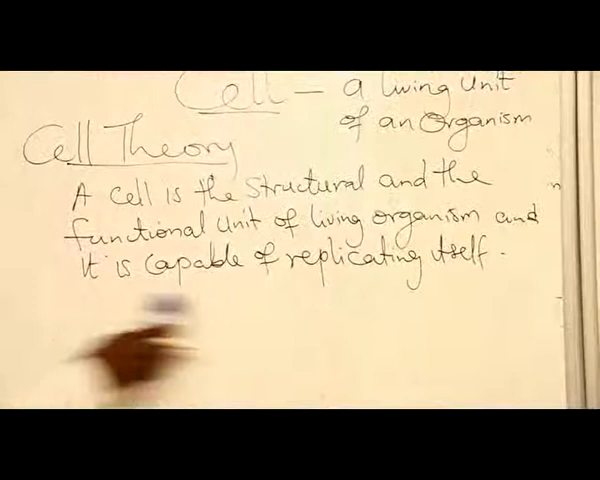 Cell – a living Unit
of an Organism
Cell Theory
A cell is the structural and the
functional Unit of living organism and
it is capable of replicating itself.